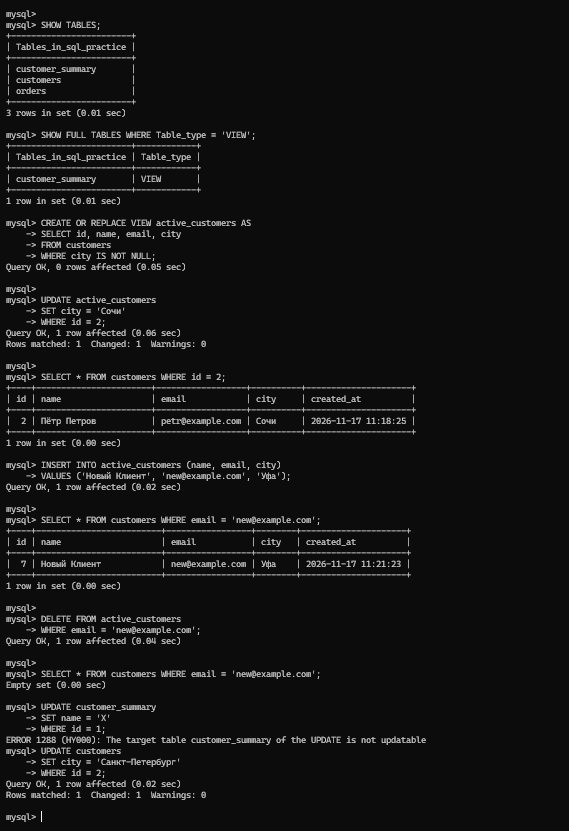 mysql>
mysql> SHOW TABLES;
+------------------------+
| Tables_in_sql_practice |
+------------------------+
| customer_summary       |
| customers              |
| orders                 |
+------------------------+
3 rows in set (0.01 sec)

mysql> SHOW FULL TABLES WHERE Table_type = 'VIEW';
+------------------------+------------+
| Tables_in_sql_practice | Table_type |
+------------------------+------------+
| customer_summary       | VIEW       |
+------------------------+------------+
1 row in set (0.01 sec)

mysql> CREATE OR REPLACE VIEW active_customers AS
    -> SELECT id, name, email, city
    -> FROM customers
    -> WHERE city IS NOT NULL;
Query OK, 0 rows affected (0.05 sec)

mysql>
mysql> UPDATE active_customers
    -> SET city = 'Сочи'
    -> WHERE id = 2;
Query OK, 1 row affected (0.06 sec)
Rows matched: 1  Changed: 1  Warnings: 0

mysql>
mysql> SELECT * FROM customers WHERE id = 2;
+----+-----------------------+------------------+----------+---------------------+
| id | name                  | email            | city     | created_at          |
+----+-----------------------+------------------+----------+---------------------+
|  2 | Пётр Петров           | petr@example.com | Сочи     | 2026-11-17 11:18:25 |
+----+-----------------------+------------------+----------+---------------------+
1 row in set (0.00 sec)

mysql> INSERT INTO active_customers (name, email, city)
    -> VALUES ('Новый Клиент', 'new@example.com', 'Уфа');
Query OK, 1 row affected (0.02 sec)

mysql>
mysql> SELECT * FROM customers WHERE email = 'new@example.com';
+----+-------------------------+-----------------+--------+---------------------+
| id | name                    | email           | city   | created_at          |
+----+-------------------------+-----------------+--------+---------------------+
|  7 | Новый Клиент            | new@example.com | Уфа    | 2026-11-17 11:21:23 |
+----+-------------------------+-----------------+--------+---------------------+
1 row in set (0.00 sec)

mysql>
mysql> DELETE FROM active_customers
    -> WHERE email = 'new@example.com';
Query OK, 1 row affected (0.04 sec)

mysql>
mysql> SELECT * FROM customers WHERE email = 'new@example.com';
Empty set (0.00 sec)

mysql> UPDATE customer_summary
    -> SET name = 'X'
    -> WHERE id = 1;
ERROR 1288 (HY000): The target table customer_summary of the UPDATE is not updatable
mysql> UPDATE customers
    -> SET city = 'Санкт-Петербург'
    -> WHERE id = 2;
Query OK, 1 row affected (0.02 sec)
Rows matched: 1  Changed: 1  Warnings: 0

mysql>